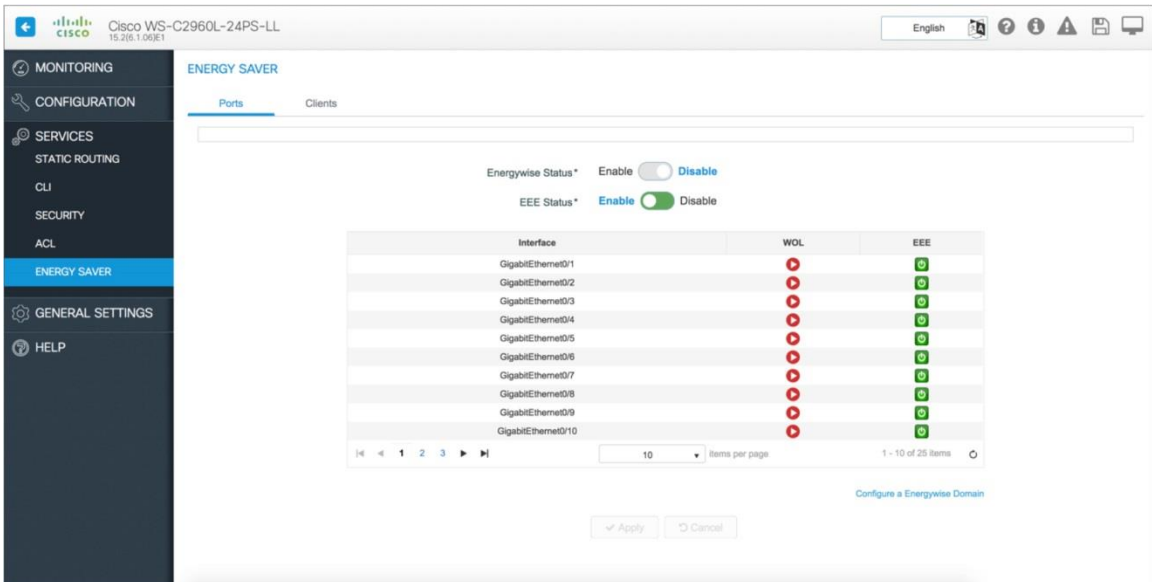 CISCO
Cisco WS-C2960L-24PS-LL
15.2(6.1.06)E1
English
MONITORING
CONFIGURATION
SERVICES
STATIC ROUTING
CLI
SECURITY
ACL
ENERGY SAVER
GENERAL SETTINGS
HELP
ENERGY SAVER
Ports Clients
Energywise Status* Enable Disable
EEE Status* Enable Disable
Interface WOL EEE
GigabitEthernet0/1
GigabitEthernet0/2
GigabitEthernet0/3
GigabitEthernet0/4
GigabitEthernet0/5
GigabitEthernet0/6
GigabitEthernet0/7
GigabitEthernet0/8
GigabitEthernet0/9
GigabitEthernet0/10
1 2 3 10 items per page 1 - 10 of 25 items
Configure a Energywise Domain
Apply Cancel